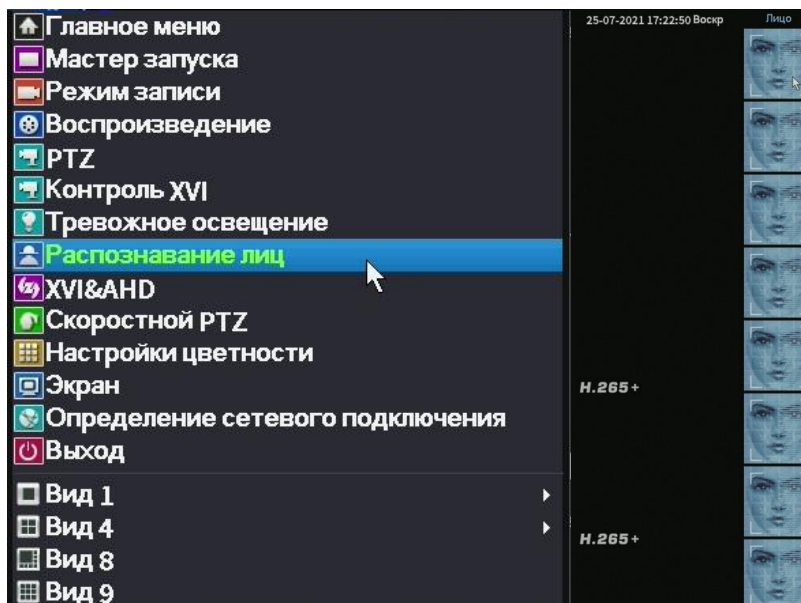 Главное меню
Мастер запуска
Режим записи
Воспроизведение
PTZ
Контроль XVI
Тревожное освещение
Распознавание лиц
XVI&AHD
Скоростной PTZ
Настройки цветности
Экран
Определение сетевого подключения
Выход
Вид 1
Вид 4
Вид 8
Вид 9
25-07-2021 17:22:50 Воскр
Лицо
H.265+
H.265+